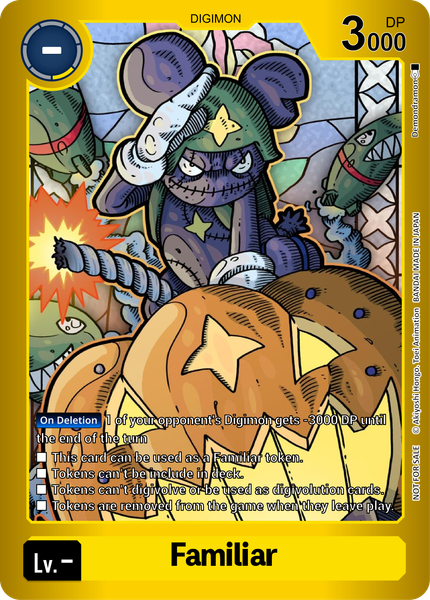 DIGIMON
-
3000
DP
On Deletion 1 of your opponent's Digimon gets -3000 DP until
the end of the turn
■ This card can be used as a Familiar token.
■ Tokens can't be include in deck.
■ Tokens can't digivolve or be used as digivolution cards.
■ Tokens are removed from the game when they leave play.
Lv.-
Familiar
NOT FOR SALE © Akiyoshi Hongo, Toei Animation BANDAI MADE IN JAPAN